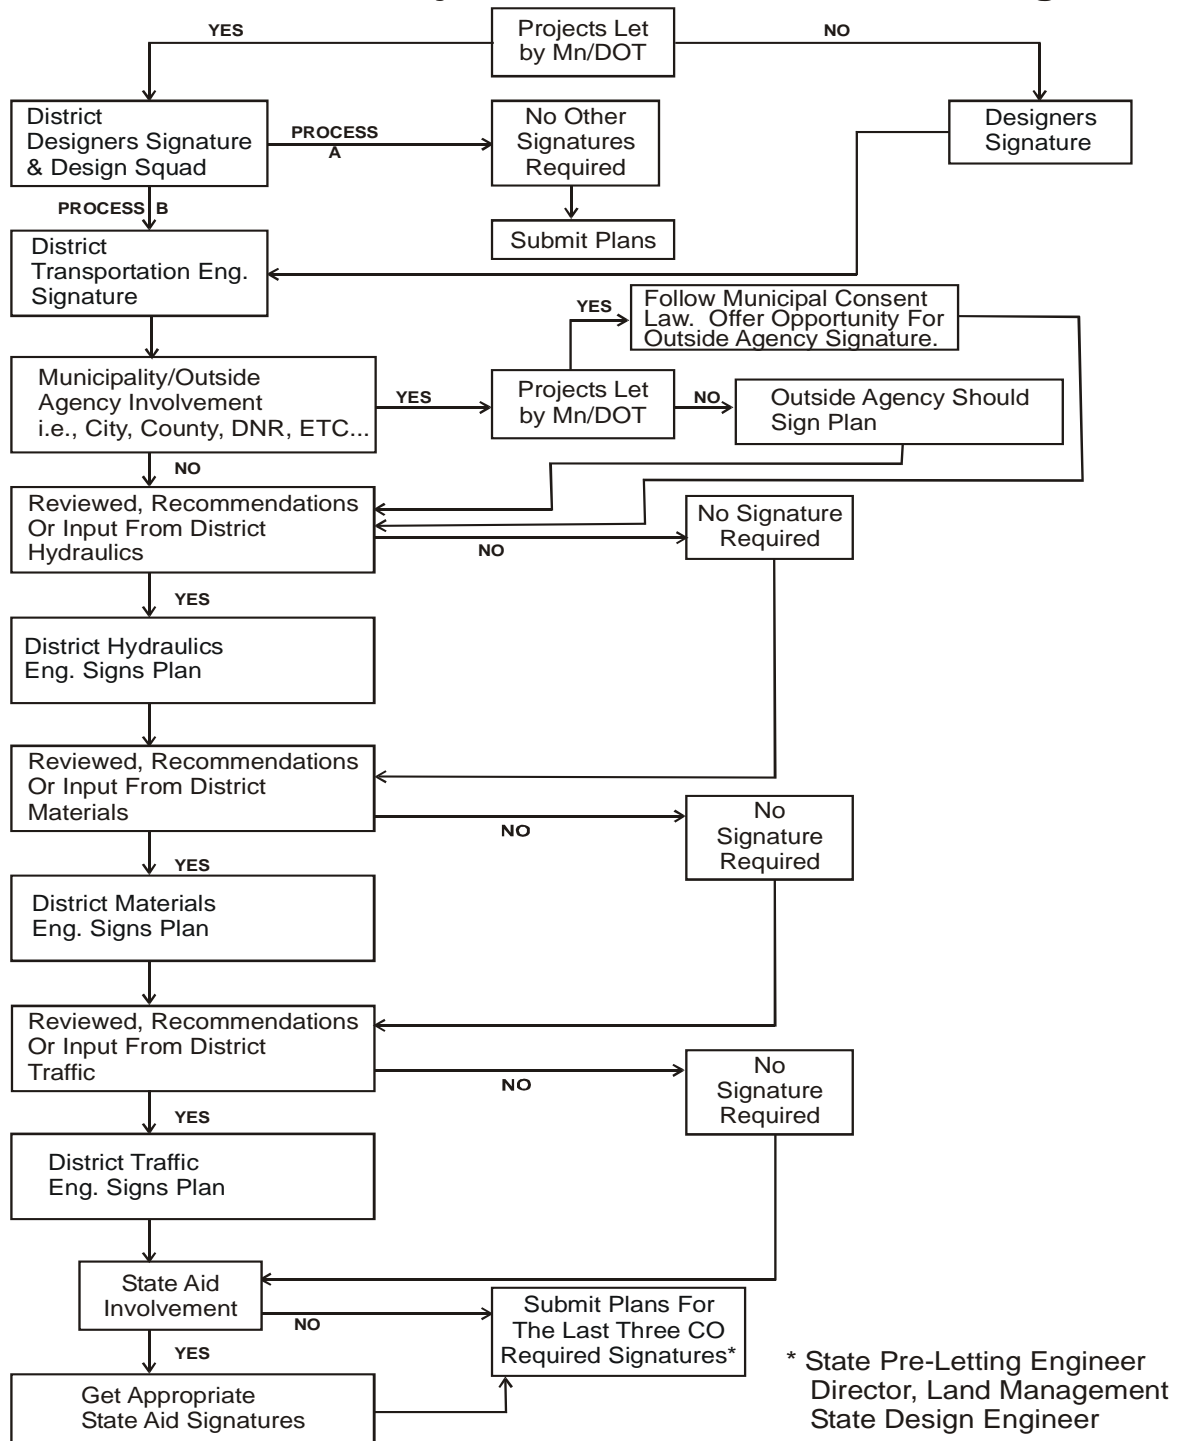 YES
Projects Let
by Mn/DOT
NO
District
Designers Signature
& Design Squad
PROCESS
A
No Other
Signatures
Required
Designers
Signature
PROCESS B
Submit Plans
District
Transportation Eng.
Signature
YES
Follow Municipal Consent
Law. Offer Opportunity For
Outside Agency Signature.
Municipality/Outside
Agency Involvement
i.e., City, County, DNR, ETC...
YES
Projects Let
by Mn/DOT
NO
Outside Agency Should
Sign Plan
NO
Reviewed, Recommendations
Or Input From District
Hydraulics
NO
No Signature
Required
YES
District Hydraulics
Eng. Signs Plan
Reviewed, Recommendations
Or Input From District
Materials
NO
No
Signature
Required
YES
District Materials
Eng. Signs Plan
Reviewed, Recommendations
Or Input From District
Traffic
NO
No
Signature
Required
YES
District Traffic
Eng. Signs Plan
State Aid
Involvement
NO
Submit Plans For
The Last Three CO
Required Signatures*
YES
Get Appropriate
State Aid Signatures
* State Pre-Letting Engineer
Director, Land Management
State Design Engineer